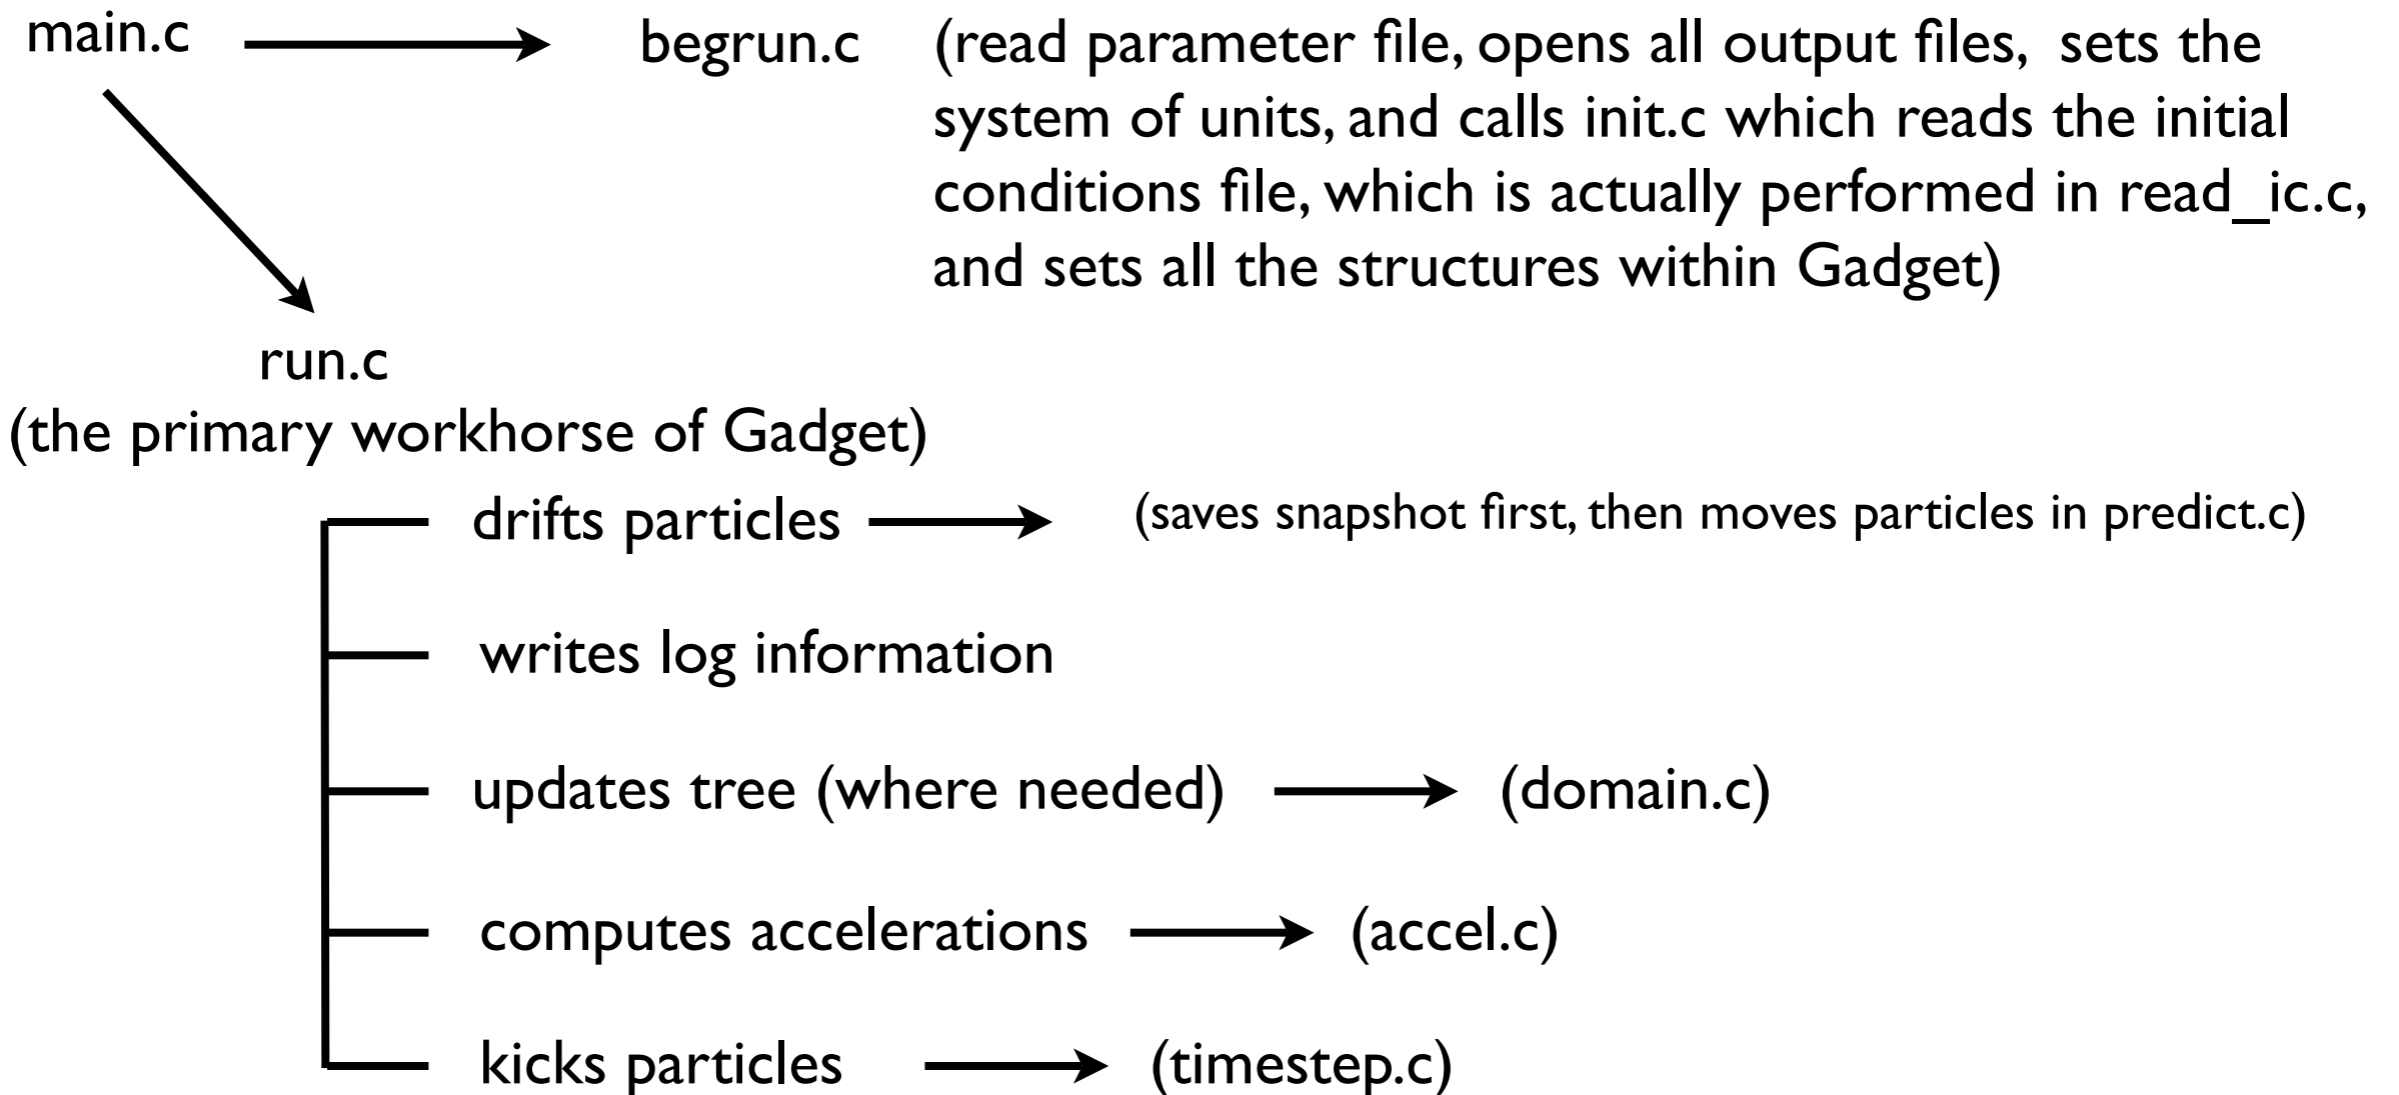 main.c
begrun.c
(read parameter file, opens all output files, sets the
system of units, and calls init.c which reads the initial
conditions file, which is actually performed in read_ic.c,
and sets all the structures within Gadget)
run.c
(the primary workhorse of Gadget)
drifts particles
(saves snapshot first, then moves particles in predict.c)
writes log information
updates tree (where needed)
(domain.c)
computes accelerations
(accel.c)
kicks particles
(timestep.c)